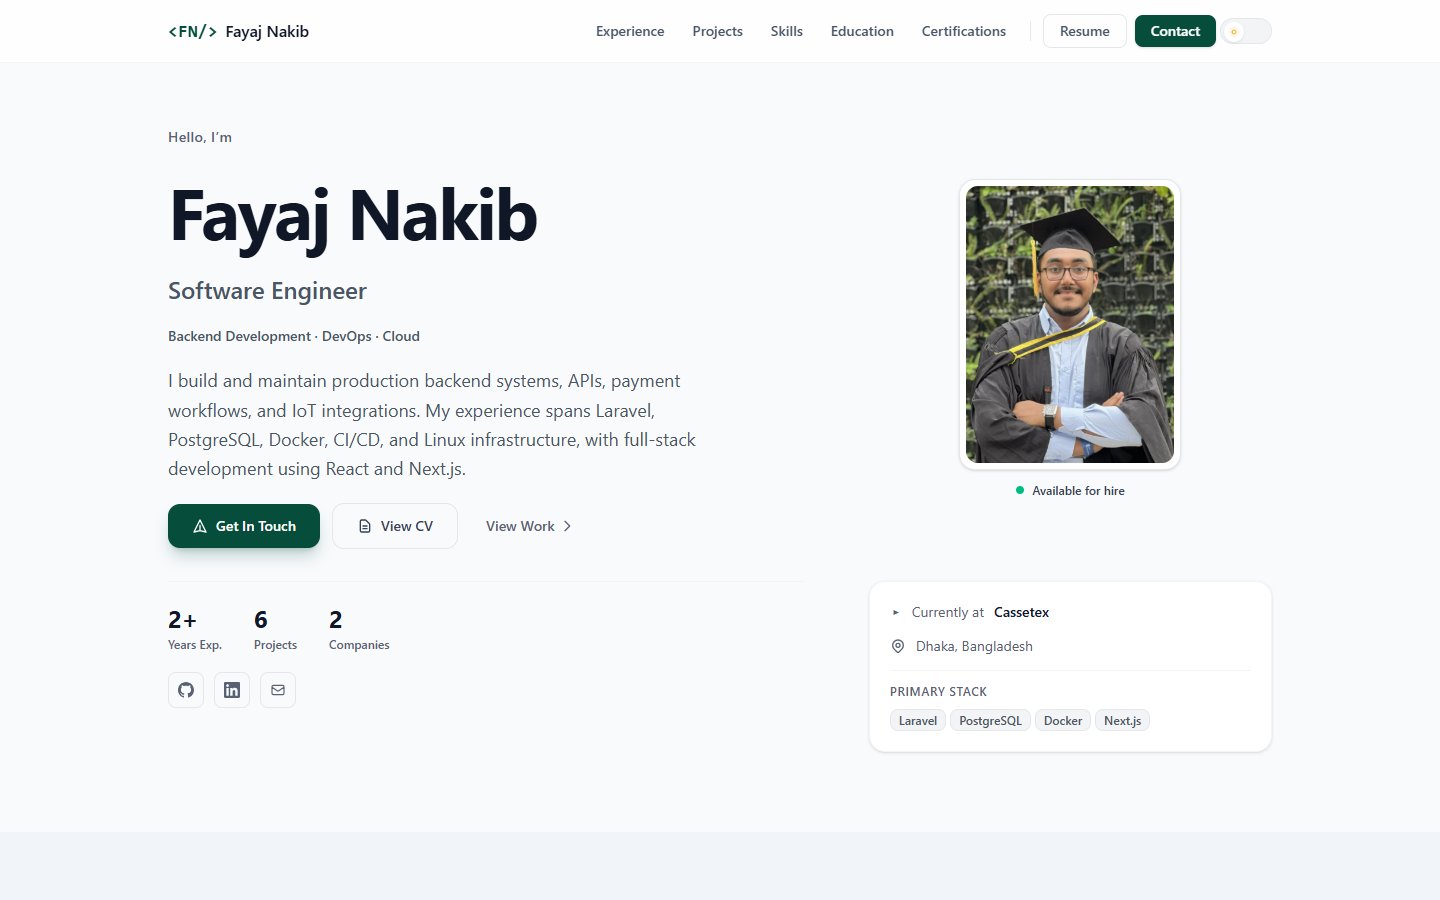 <FN/> Fayaj Nakib
Experience Projects Skills Education Certifications Resume Contact
Hello, I'm
Fayaj Nakib
Software Engineer
Backend Development · DevOps · Cloud
I build and maintain production backend systems, APIs, payment
workflows, and IoT integrations. My experience spans Laravel,
PostgreSQL, Docker, CI/CD, and Linux infrastructure, with full-stack
development using React and Next.js.
Get In Touch View CV View Work
2+ 6 2
Years Exp. Projects Companies
Available for hire
Currently at Cassetex
Dhaka, Bangladesh
PRIMARY STACK
Laravel PostgreSQL Docker Next.js